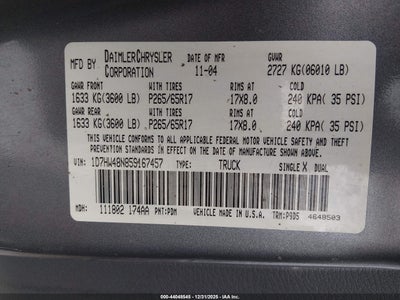 MFD BY DAIMLERCHRYSLER CORPORATION DATE OF MFR 11-04 GVWR 2727 KG(06010 LB)
GAWR FRONT WITH TIRES RIMS AT COLD
1633 KG(3600 LB) P265/65R17 17X8.0 240 KPA( 35 PSI)
GAWR REAR WITH TIRES RIMS AT COLD
1633 KG(3600 LB) P265/65R17 17X8.0 240 KPA( 35 PSI)
THIS VEHICLE CONFORMS TO ALL APPLICABLE FEDERAL MOTOR VEHICLE SAFETY AND THEFT
PREVENTION STANDARDS IN EFFECT ON THE DATE OF MANUFACTURE SHOWN ABOVE.
VIN: 1D7HW48N859167457 TYPE: TRUCK SINGLE X DUAL
MDH: 111802 174AA PNT:PDM VEHICLE MADE IN U.S.A. TRM:P9D5 4648503
000-44048545 - 12/31/2025 - IAA Inc.